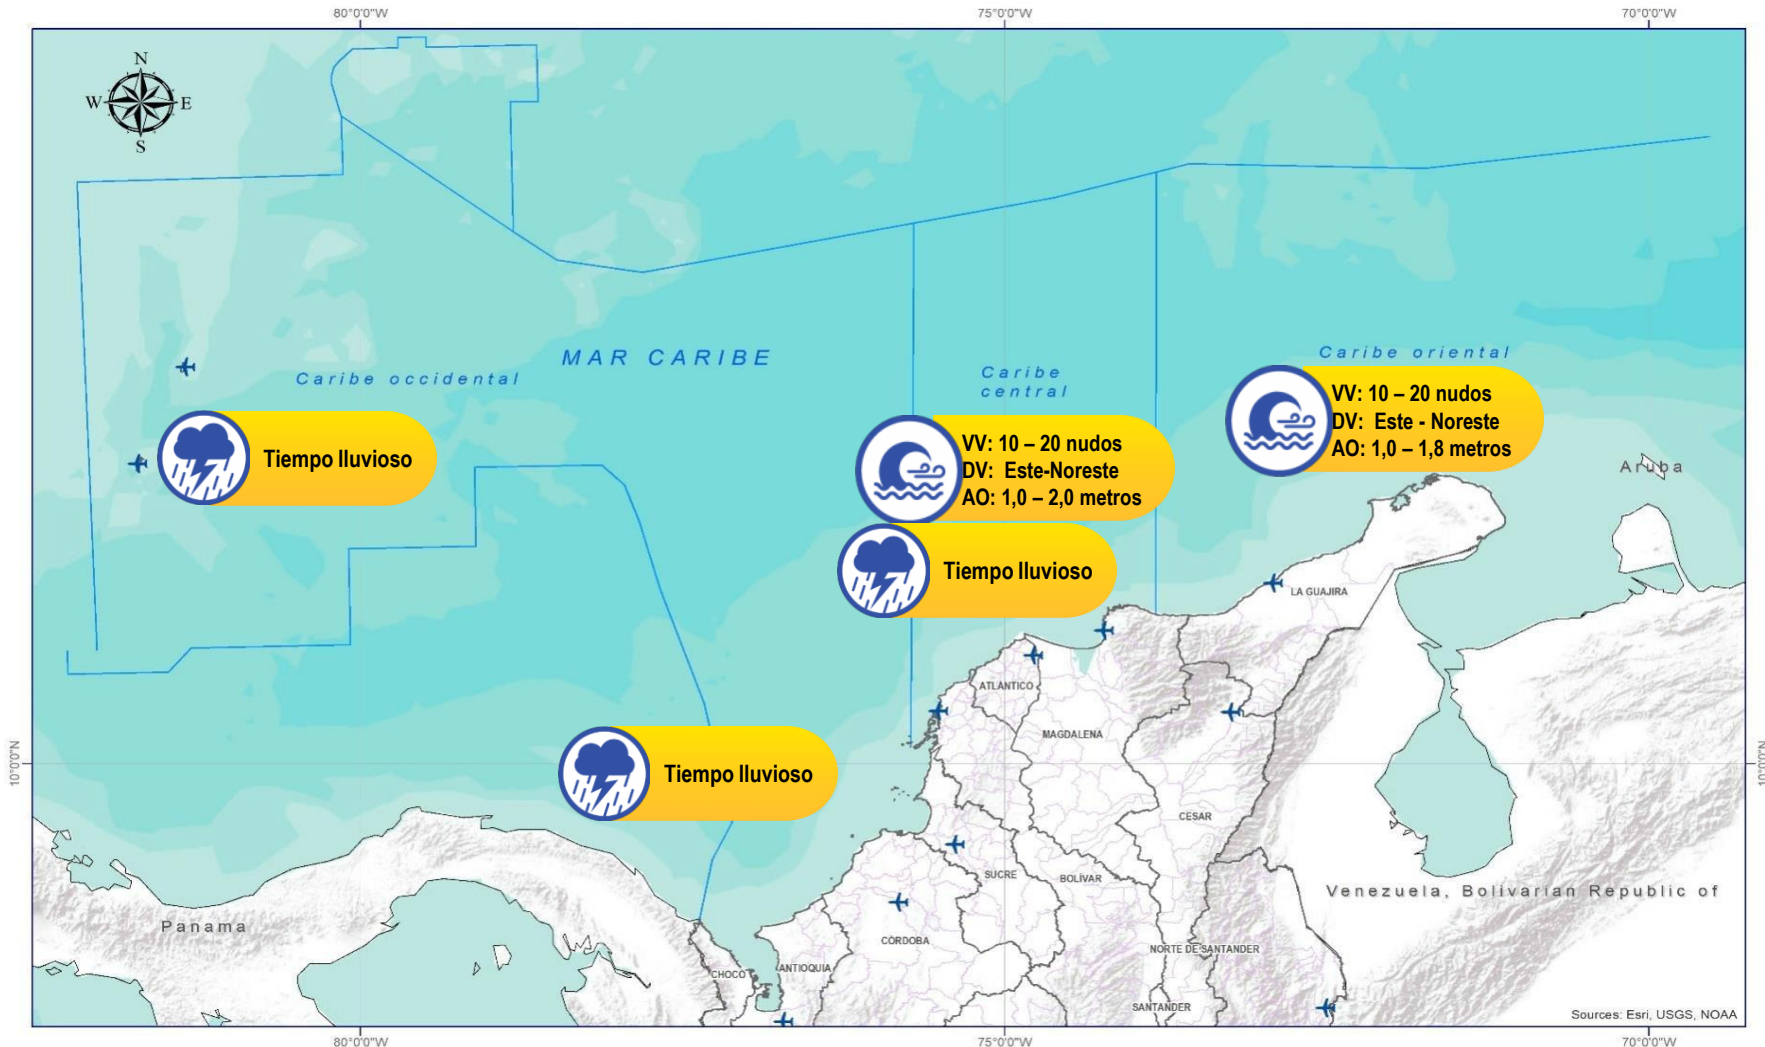 80°0'0"W
75°0'0"W
70°0'0"W
N
W
E
S
MAR CARIBE
Caribe oriental
Caribe occidental
Caribe
central
VV: 10 – 20 nudos
DV: Este - Noreste
AO: 1,0 – 1,8 metros
Tiempo lluvioso
VV: 10 – 20 nudos
DV: Este-Noreste
AO: 1,0 – 2,0 metros
Aruba
Tiempo lluvioso
LA GUAJIRA
ATLANTICO
MAGDALENA
10°0'0"N
10°0'0"N
Tiempo lluvioso
CESAR
SUCRE
BOLÍVAR
Venezuela, Bolivarian Republic of
Panama
CÓRDOBA
NORTE DE SANTANDER
CHOCÓ
ANTIOQUIA
SANTANDER
Sources: Esri, USGS, NOAA
80°0'0"W
75°0'0"W
70°0'0"W